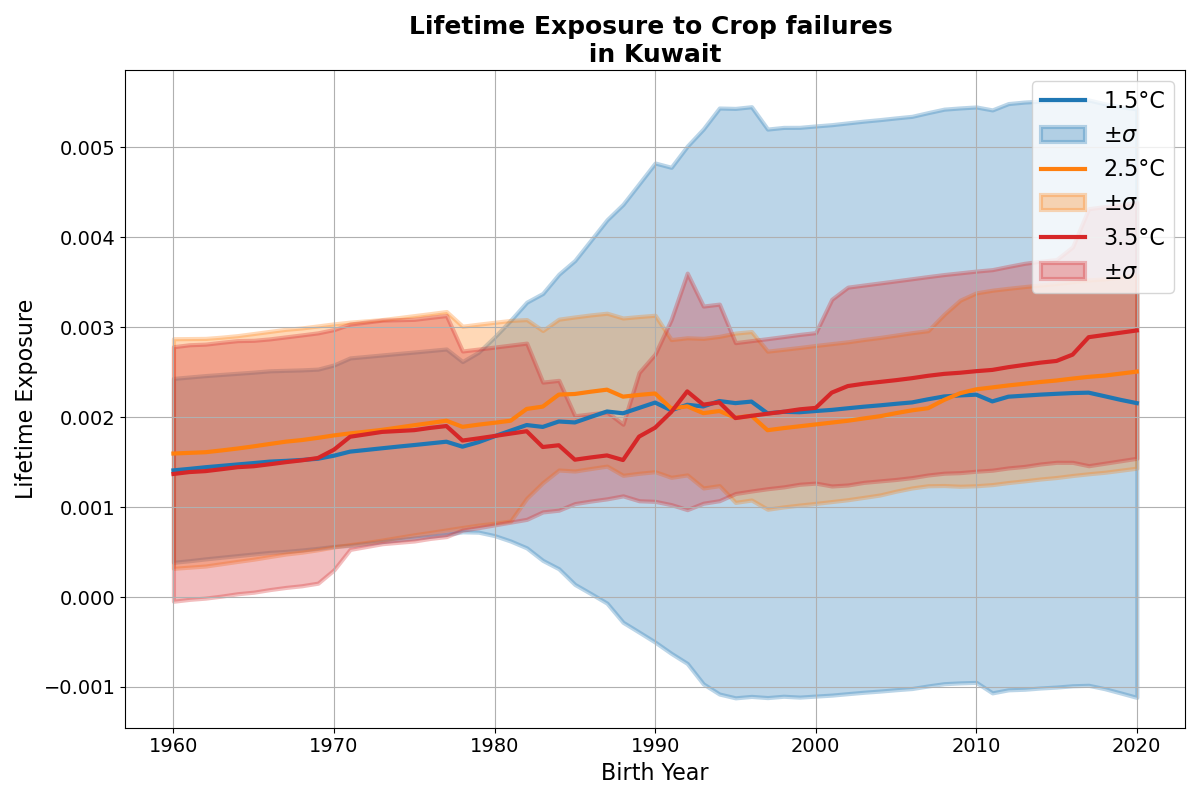 Lifetime Exposure to Crop failures
in Kuwait
Lifetime Exposure
0.005
0.004
0.003
0.002
0.001
0.000
−0.001
1960
1970
1980
1990
2000
2010
2020
Birth Year
1.5°C
±σ
2.5°C
±σ
3.5°C
±σ